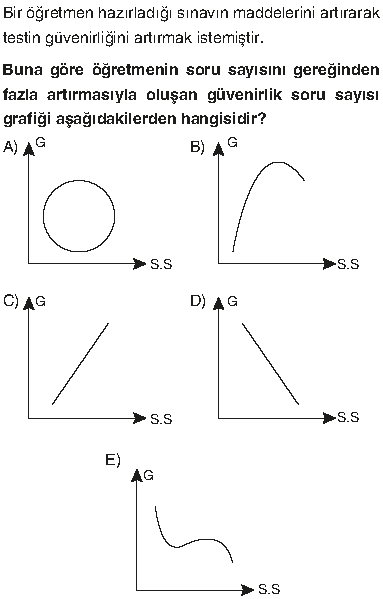 Bir öğretmen hazırladığı sınavın maddelerini artırarak
testin güvenirliğini artırmak istemiştir.
Buna göre öğretmenin soru sayısını gereğinden
fazla artırmasıyla oluşan güvenirlik soru sayısı
grafiği aşağıdakilerden hangisidir?
A) G
S.S
B) G
S.S
C) G
S.S
D) G
S.S
E) G
S.S